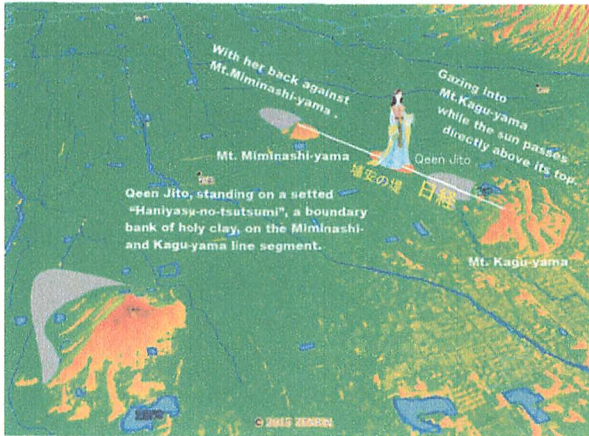 With her back against
Mt.Miminashi-yama .
Gazing into
Mt.Kagu-yama
while the sun passes
directly above its top.
Mt. Miminashi-yama
Qeen Jito
埴安の堤
日経
Qeen Jito, standing on a setted
“Haniyasu-no-tsutsumi”, a boundary
bank of holy clay, on the Miminashi-
and Kagu-yama line segment.
Mt. Kagu-yama
© 2015 ZENRIN